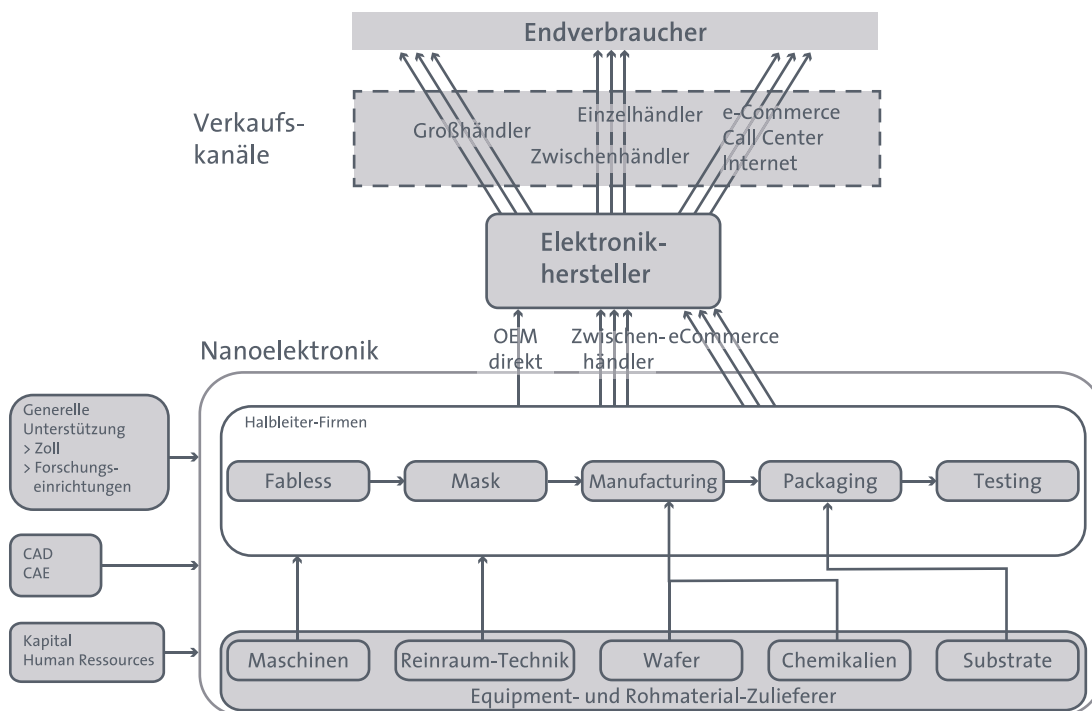 Endverbraucher
Verkaufs-
kanäle
Großhändler
Einzelhändler
Zwischenhändler
e-Commerce
Call Center
Internet
Elektronik-
hersteller
OEM
direkt
Zwischen-
händler
eCommerce
Nanoelektronik
Generelle
Unterstützung
> Zoll
> Forschungs-
einrichtungen
CAD
CAE
Kapital
Human Ressources
Halbleiter-Firmen
Fabless
Mask
Manufacturing
Packaging
Testing
Maschinen
Reinraum-Technik
Wafer
Chemikalien
Substrate
Equipment- und Rohmaterial-Zulieferer